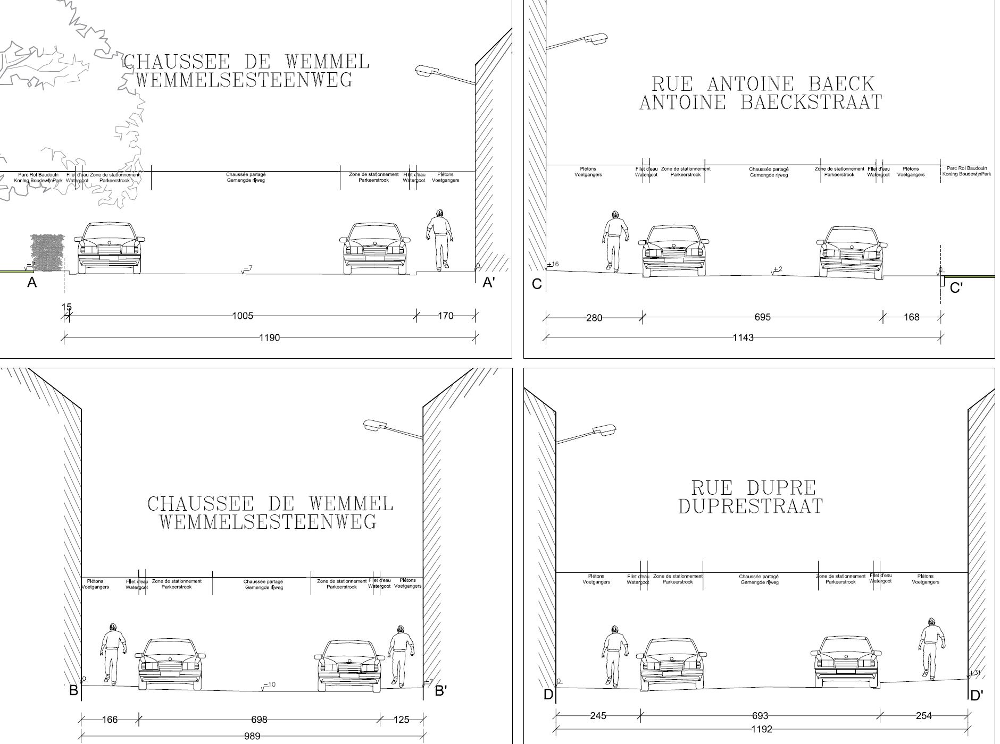 CHAUSSEE DE WEMMEL
WEMMELSESTEENWEG
Parc Roi Baudouin
Koning BoudewijnPark
Filet d'eau
Watergoot
Zone de stationnement
Parkeerstrook
Chaussée partagé
Gemengde rijweg
Zone de stationnement
Parkeerstrook
Filet d'eau
Watergoot
Piétons
Voetgangers
+2
-7
0
A
A'
15
1005
170
1190
RUE ANTOINE BAECK
ANTOINE BAECKSTRAAT
Piétons
Voetgangers
Filet d'eau
Watergoot
Zone de stationnement
Parkeerstrook
Chaussée partagé
Gemengde rijweg
Zone de stationnement
Parkeerstrook
Filet d'eau
Watergoot
Piétons
Voetgangers
Parc Roi Baudouin
Koning BoudewijnPark
+16
+2
0
C
C'
280
695
168
1143
CHAUSSEE DE WEMMEL
WEMMELSESTEENWEG
Piétons
Voetgangers
Filet d'eau
Watergoot
Zone de stationnement
Parkeerstrook
Chaussée partagé
Gemengde rijweg
Zone de stationnement
Parkeerstrook
Filet d'eau
Watergoot
Piétons
Voetgangers
0
-10
-7
B
B'
166
698
125
989
RUE DUPRE
DUPRESTRAAT
Piétons
Voetgangers
Filet d'eau
Watergoot
Zone de stationnement
Parkeerstrook
Chaussée partagé
Gemengde rijweg
Zone de stationnement
Parkeerstrook
Filet d'eau
Watergoot
Piétons
Voetgangers
0
+31
D
D'
245
693
254
1192